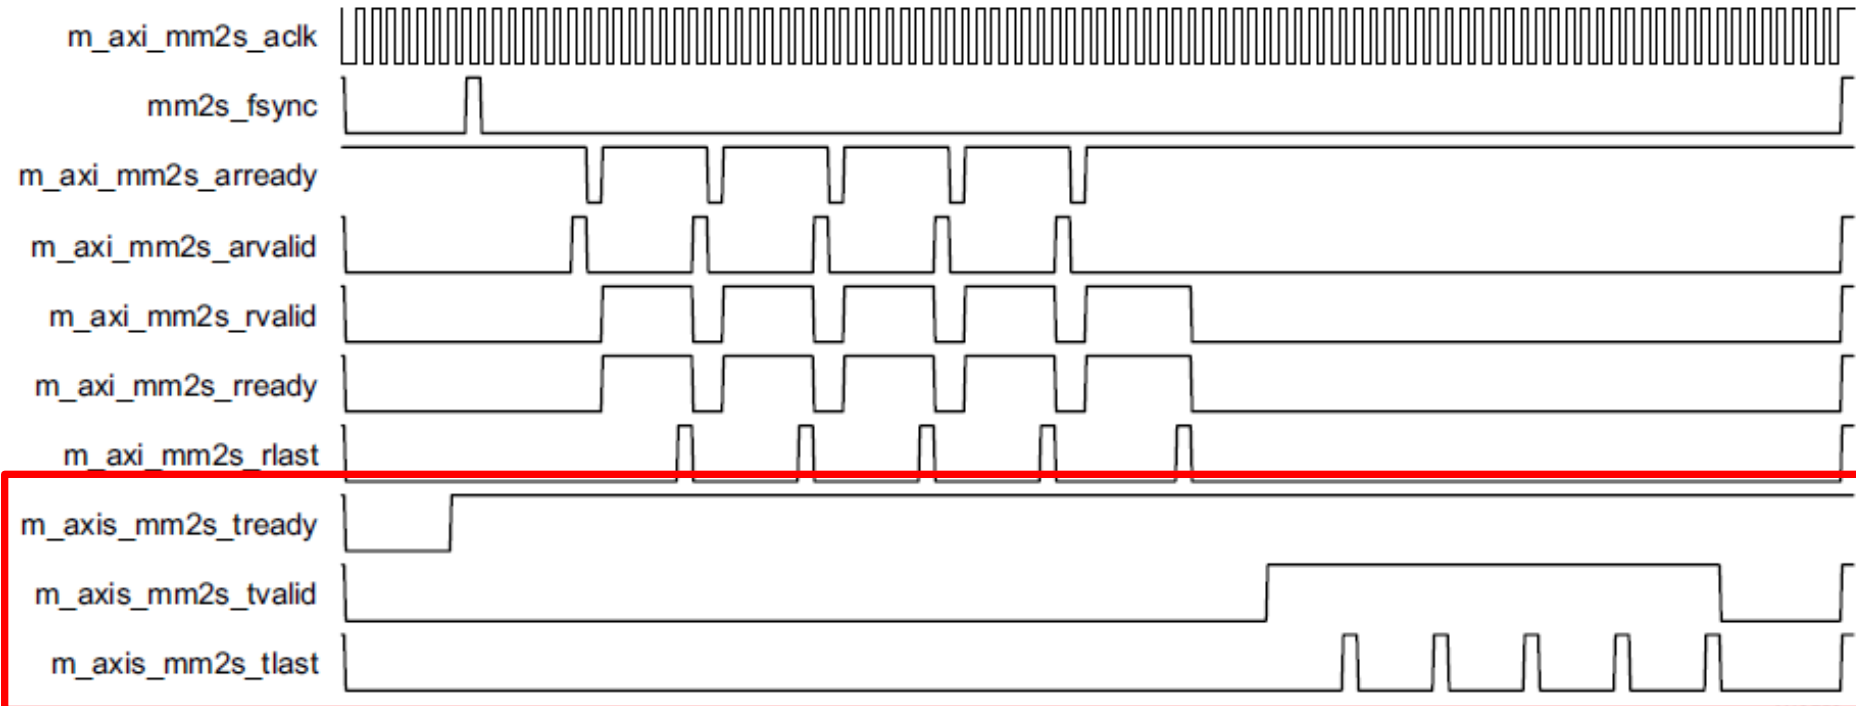 m_axi_mm2s_aclk
mm2s_fsync
m_axi_mm2s_arready
m_axi_mm2s_arvalid
m_axi_mm2s_rvalid
m_axi_mm2s_rready
m_axi_mm2s_rlast
m_axis_mm2s_tready
m_axis_mm2s_tvalid
m_axis_mm2s_tlast